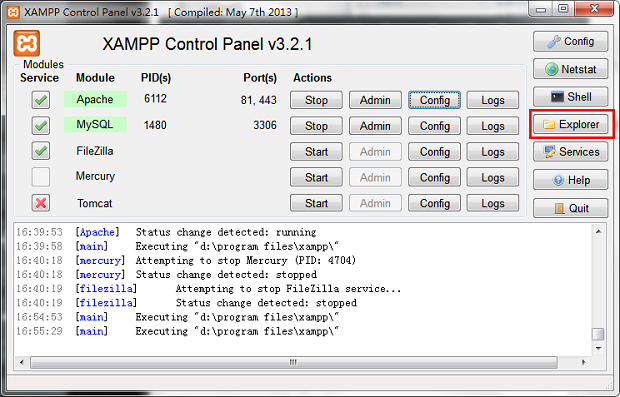 XAMPP Control Panel v3.2.1 [ Compiled: May 7th 2013 ]
XAMPP Control Panel v3.2.1
Config
Modules
Service Module PID(s) Port(s) Actions
Netstat
Apache 6112 81, 443 Stop Admin Config Logs
Shell
MySQL 1480 3306 Stop Admin Config Logs
Explorer
FileZilla Start Admin Config Logs
Services
Mercury Start Admin Config Logs
Help
Tomcat Start Admin Config Logs
Quit
16:39:53 [Apache] Status change detected: running
16:39:58 [main] Executing "d:\program files\xampp\"
16:40:18 [mercury] Attempting to stop Mercury (PID: 4704)
16:40:18 [mercury] Status change detected: stopped
16:40:19 [filezilla] Attempting to stop FileZilla service...
16:40:19 [filezilla] Status change detected: stopped
16:54:53 [main] Executing "d:\program files\xampp\"
16:55:29 [main] Executing "d:\program files\xampp\"